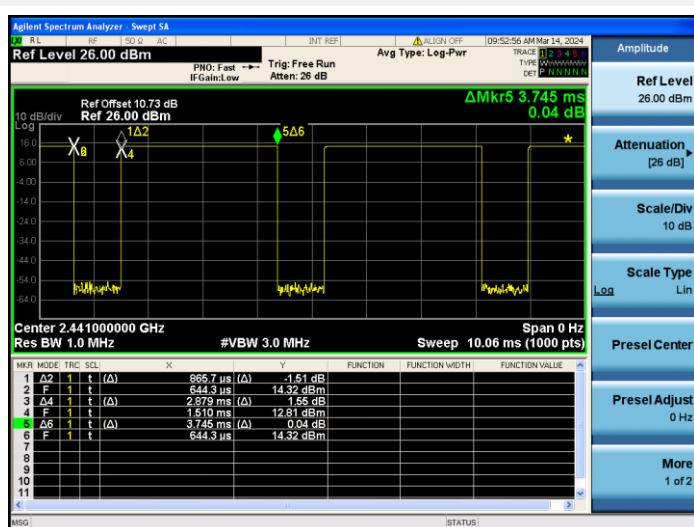 Agilent Spectrum Analyzer - Swept SA
RL RF 50 Ω AC INT REF ALIGN OFF 09:52:56 AM Mar 14, 2024
Ref Level 26.00 dBm
PNO: Fast
IFGain:Low
Trig: Free Run
Atten: 26 dB
Avg Type: Log-Pwr
TRACE 1 2 3 4 5 6
TYPE
DET P N N N N N
Ref Offset 10.73 dB
Ref 26.00 dBm
10 dB/div
Log
ΔMkr5 3.745 ms
0.04 dB
1Δ2
5Δ6
16.0
6.00
-4.00
-14.0
-24.0
-34.0
-44.0
-54.0
-64.0
Center 2.441000000 GHz
Span 0 Hz
Res BW 1.0 MHz
#VBW 3.0 MHz
Sweep 10.06 ms (1000 pts)
MKR MODE TRC SCL X Y FUNCTION FUNCTION WIDTH FUNCTION VALUE
1 Δ2 1 t (Δ) 865.7 µs (Δ) -1.51 dB
2 F 1 t 644.3 µs 14.32 dBm
3 Δ4 1 t (Δ) 2.879 ms (Δ) 1.55 dB
4 F 1 t 1.510 ms 12.81 dBm
5 Δ6 1 t (Δ) 3.745 ms (Δ) 0.04 dB
6 F 1 t 644.3 µs 14.32 dBm
7
8
9
10
11
MSG
STATUS
Amplitude
Ref Level
26.00 dBm
Attenuation
[26 dB]
Scale/Div
10 dB
Scale Type
Log Lin
Presel Center
Presel Adjust
0 Hz
More
1 of 2